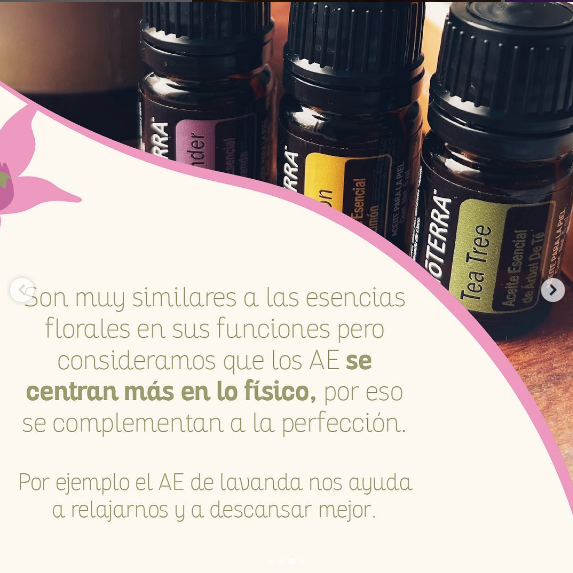 Tea Tree
Aceite Esencial
de Árbol De Té
Son muy similares a las esencias
florales en sus funciones pero
consideramos que los AE se
centran más en lo físico, por eso
se complementan a la perfección.
Por ejemplo el AE de lavanda nos ayuda
a relajarnos y a descansar mejor.